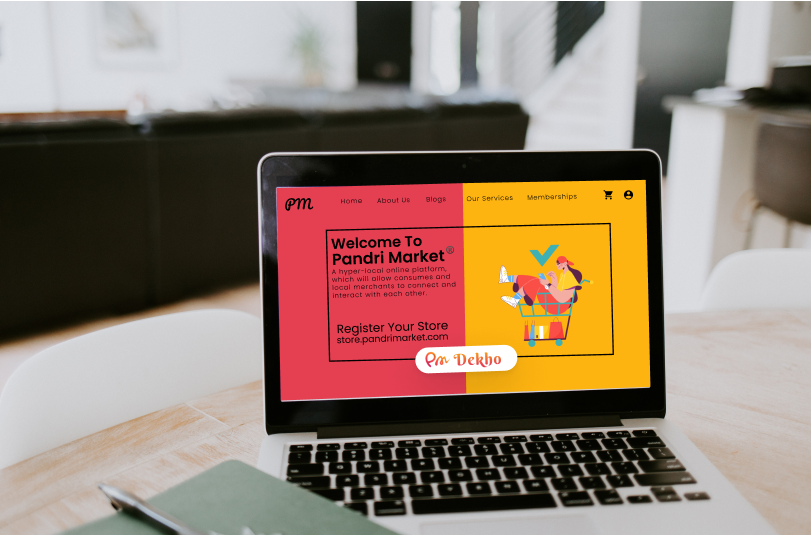 PM
Home About Us Blogs Our Services Memberships
Welcome To
Pandri Market®
A hyper-local online platform,
which will allow consumes and
local merchants to connect and
interact with each other.
Register Your Store
store.pandrimarket.com
Pm Dekho